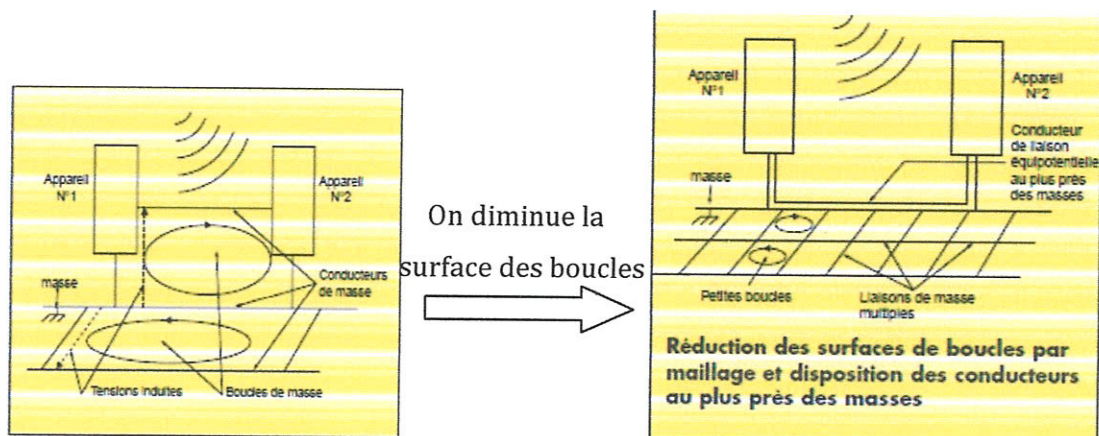 Appareil
N°1
Appareil
N°2
masse
Conducteurs
de masse
Tensions induites
Boucles de masse
On diminue la
surface des boucles
Appareil
N°1
Appareil
N°2
Conducteur
de liaison
équipotentielle
au plus près
des masses
masse
Petites boucles
Liaisons de masse
multiples
Réduction des surfaces de boucles par
maillage et disposition des conducteurs
au plus près des masses